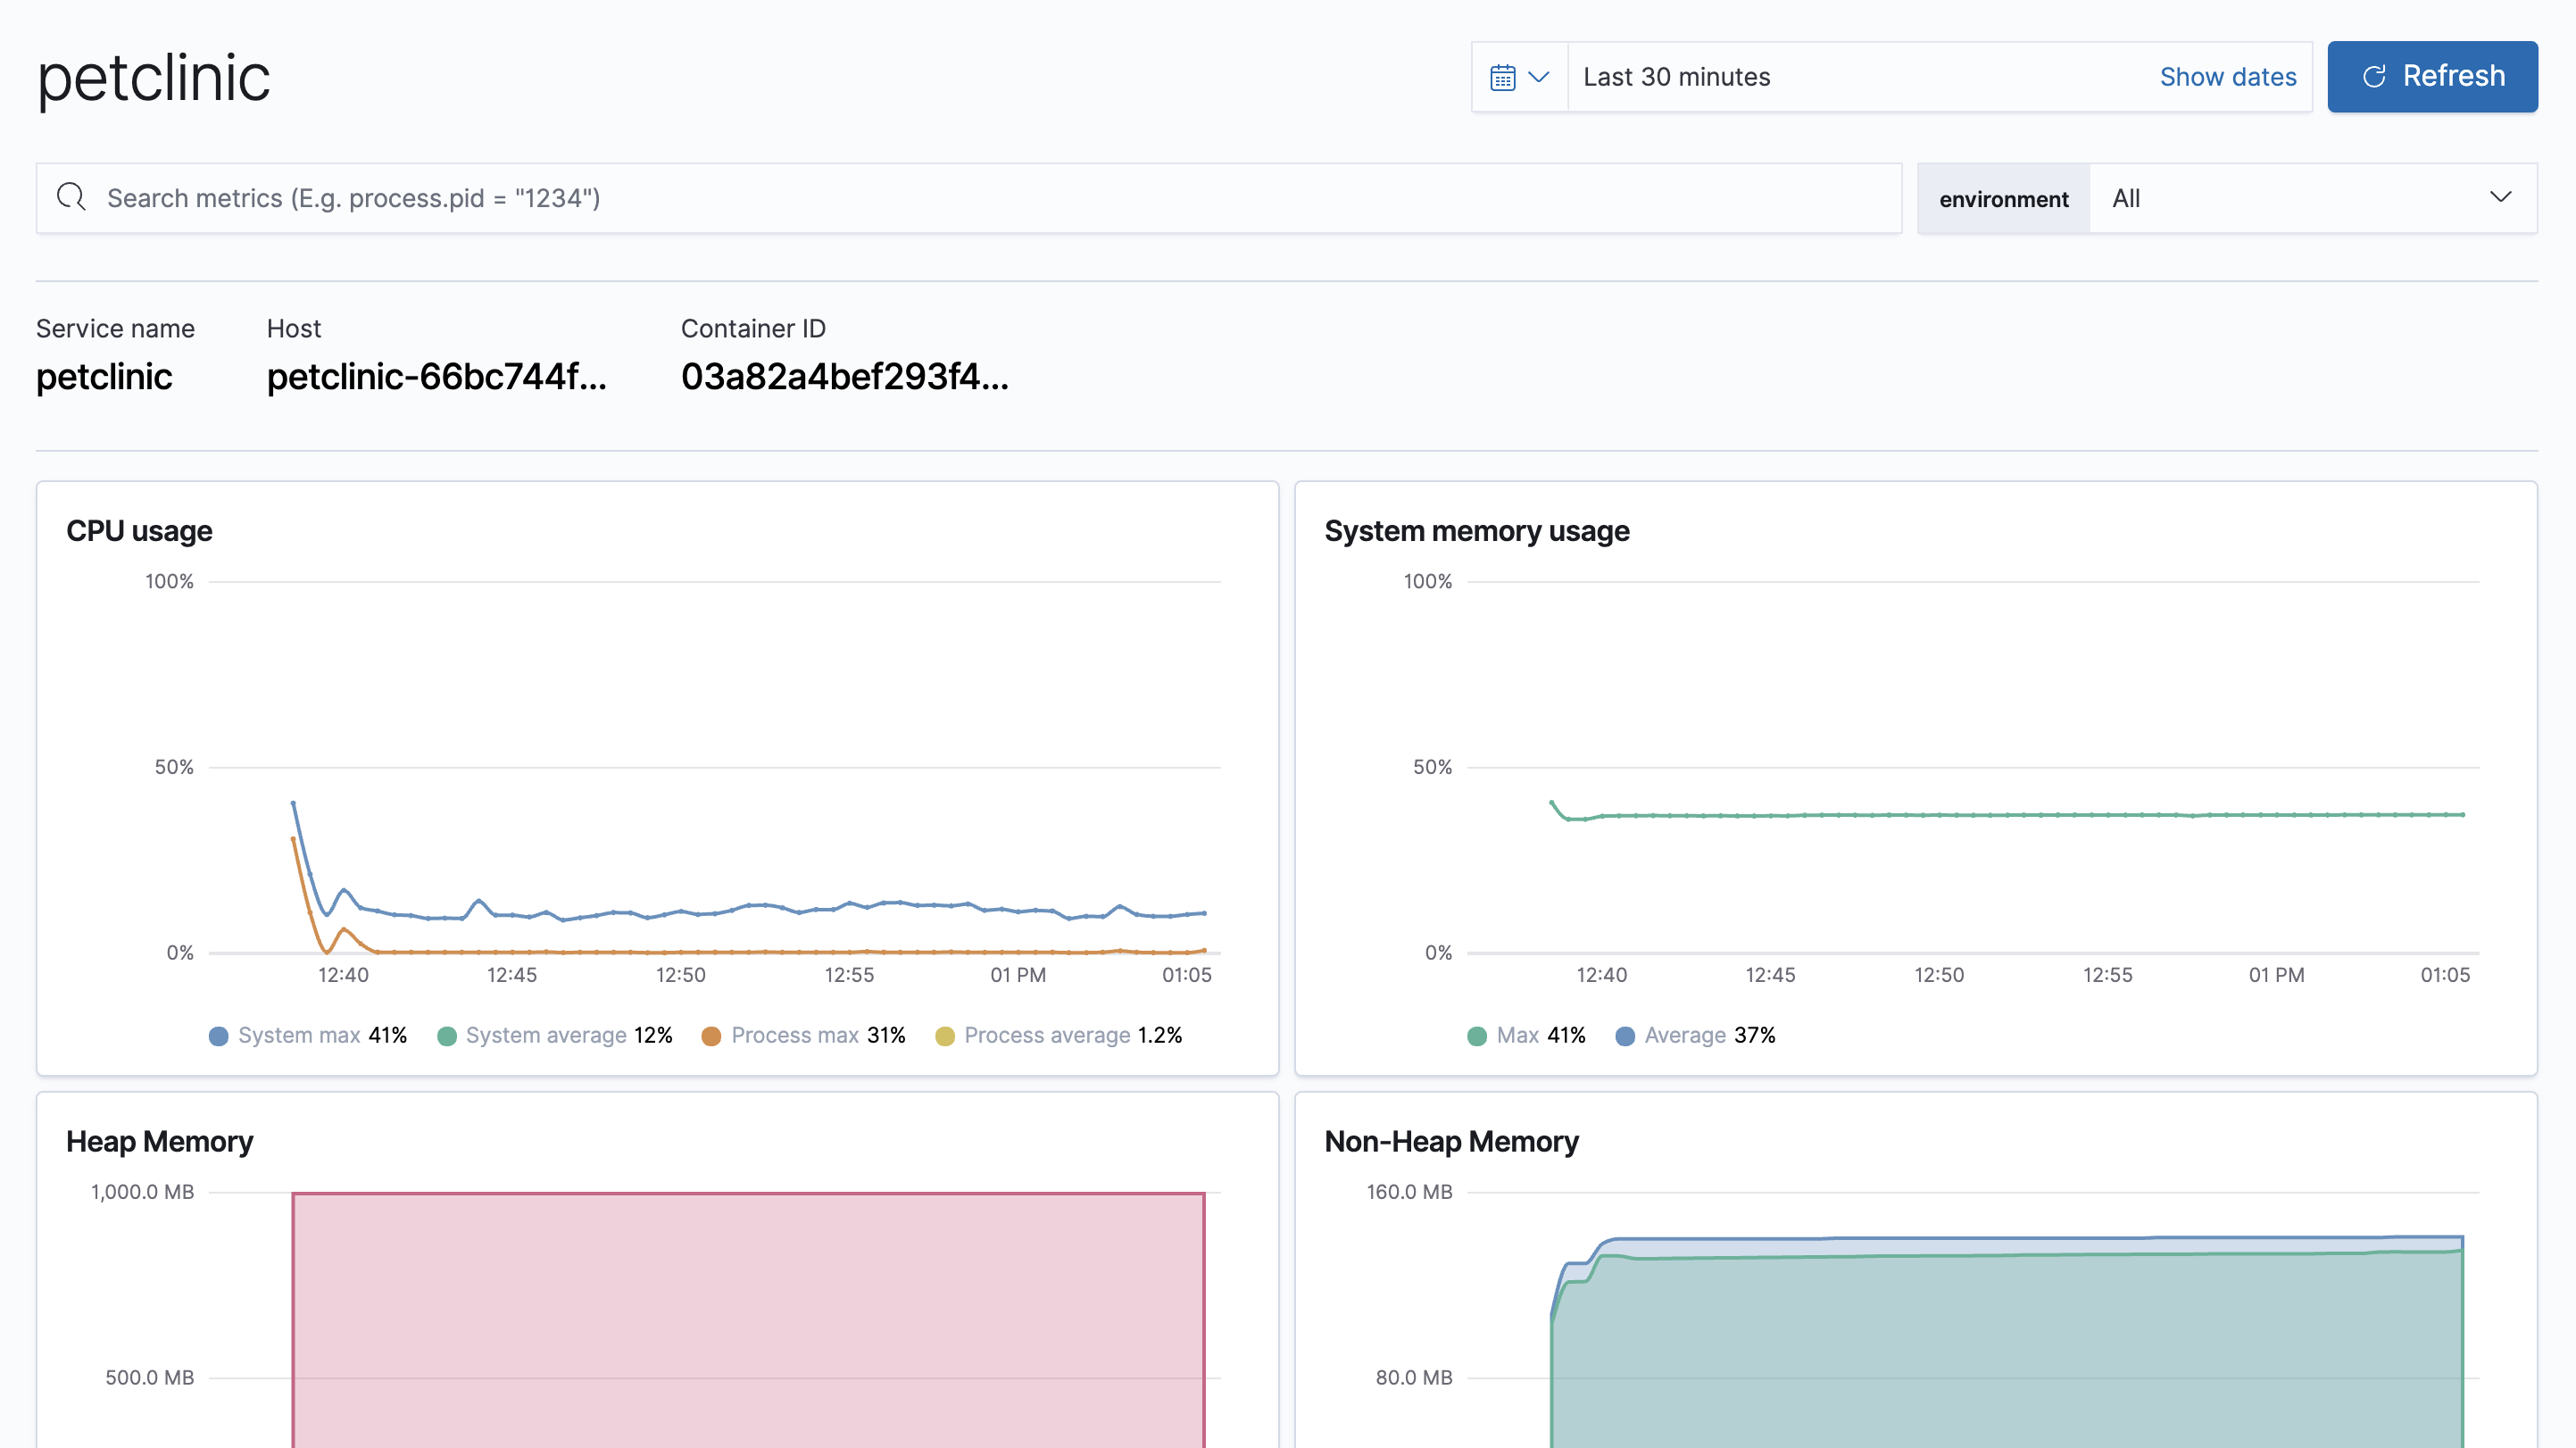 petclinic
Last 30 minutes
Show dates
Refresh
Search metrics (E.g. process.pid = "1234")
environment
All
Service name
petclinic
Host
petclinic-66bc744f...
Container ID
03a82a4bef293f4...
CPU usage
100%
50%
0%
12:40 12:45 12:50 12:55 01 PM 01:05
System max 41% System average 12% Process max 31% Process average 1.2%
System memory usage
100%
50%
0%
12:40 12:45 12:50 12:55 01 PM 01:05
Max 41% Average 37%
Heap Memory
1,000.0 MB
500.0 MB
Non-Heap Memory
160.0 MB
80.0 MB